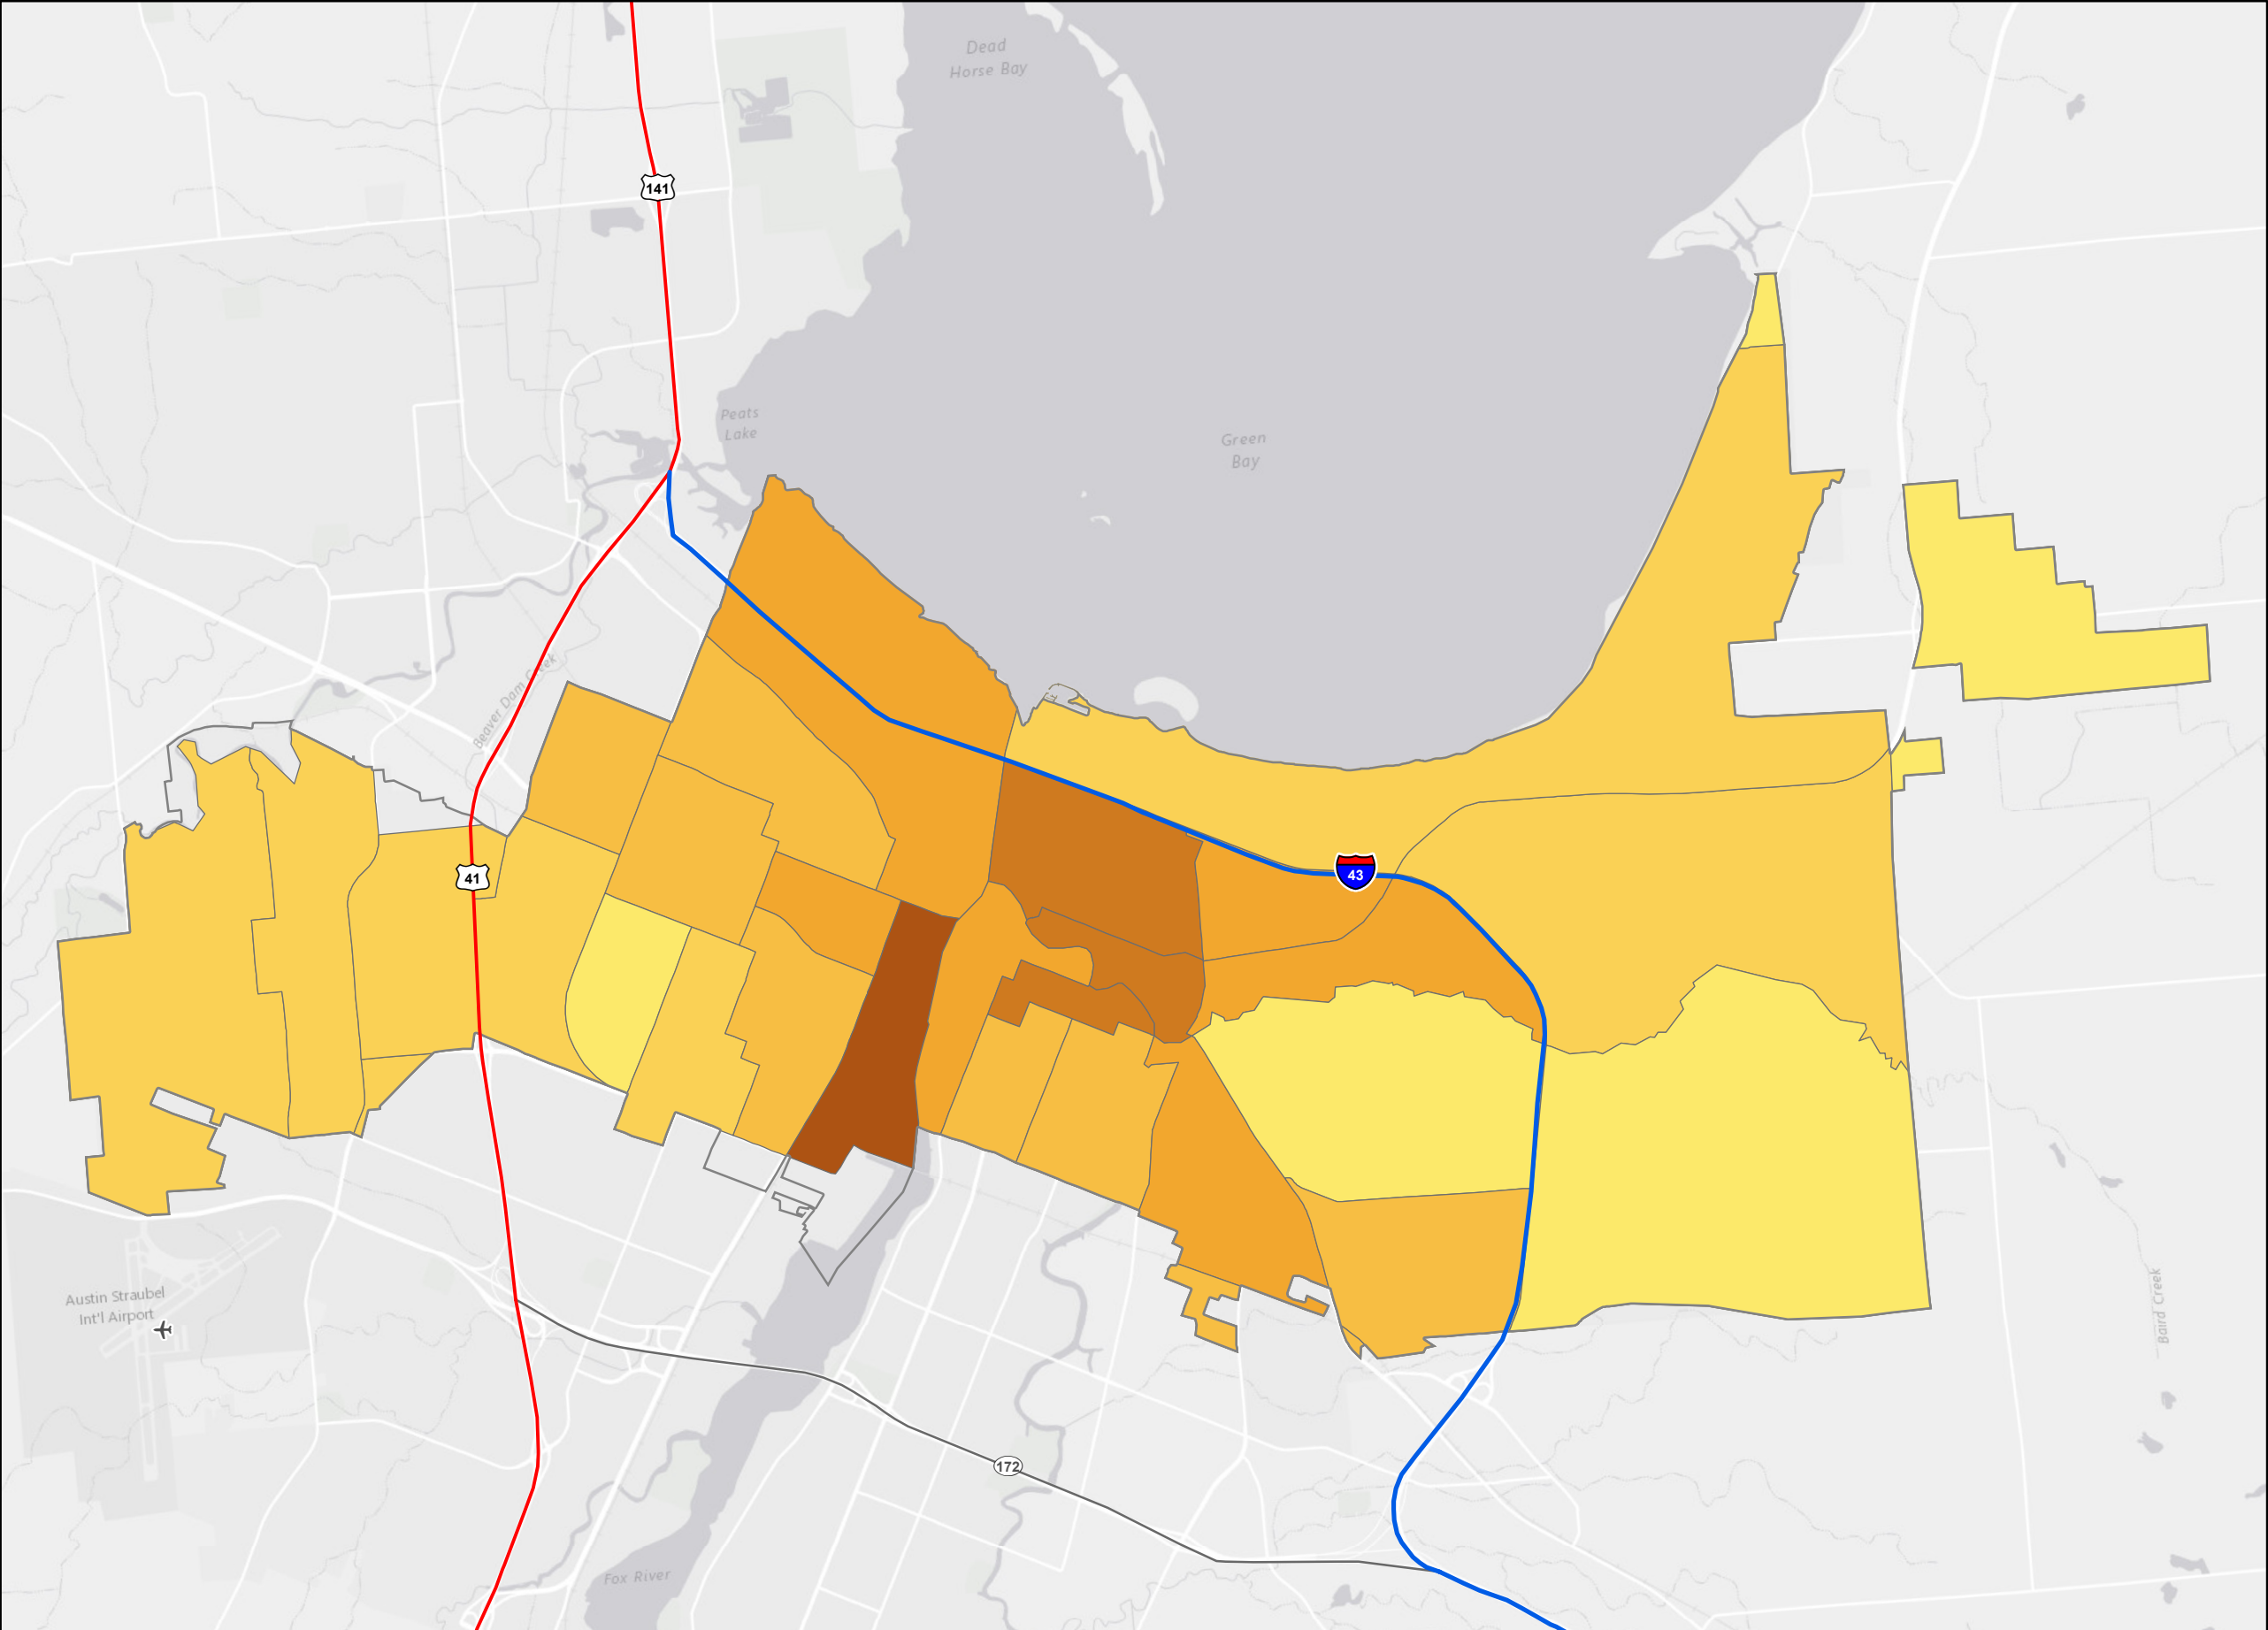 Dead
Horse Bay
141
Peats
Lake
Green
Bay
Beaver Dam Creek
41
43
Austin Straubel
Int'l Airport
Baird Creek
172
Fox River